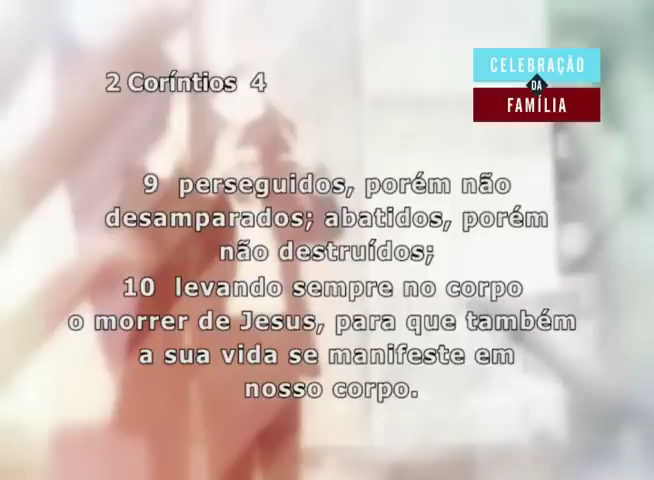 CELEBRAÇÃO
DA
FAMÍLIA
2 Coríntios 4
9 perseguidos, porém não
desamparados; abatidos, porém
não destruídos;
10 levando sempre no corpo
o morrer de Jesus, para que também
a sua vida se manifeste em
nosso corpo.